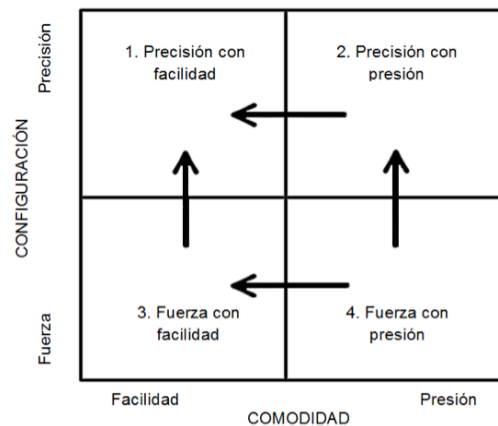 Precisión
1. Precisión con
facilidad
2. Precisión con
presión
CONFIGURACIÓN
Fuerza
3. Fuerza con
facilidad
4. Fuerza con
presión
Facilidad
Presión
COMODIDAD